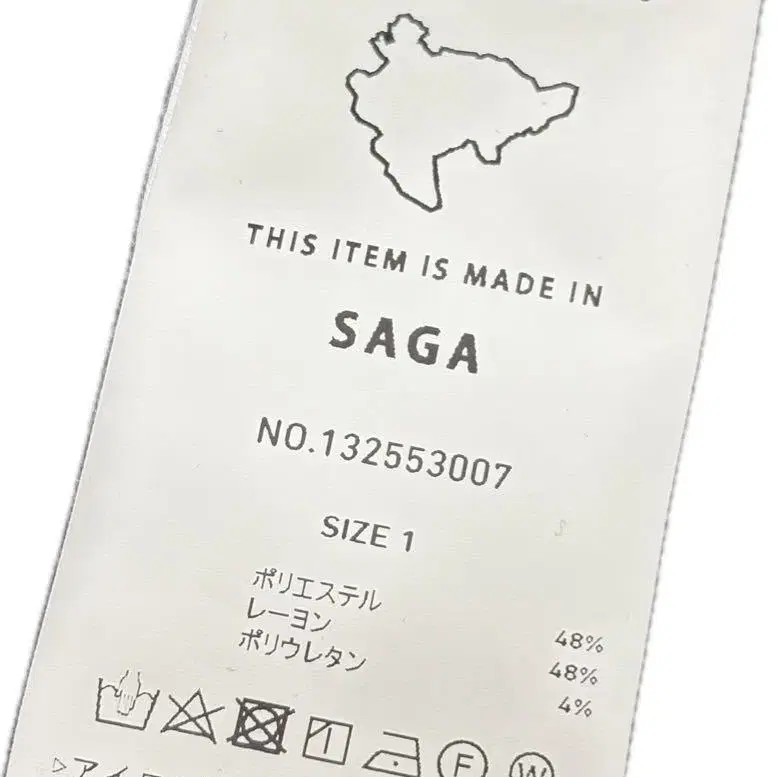 THIS ITEM IS MADE IN
SAGA
NO.132553007
SIZE 1
ポリエステル 48%
レーヨン 48%
ポリウレタン 4%
F W